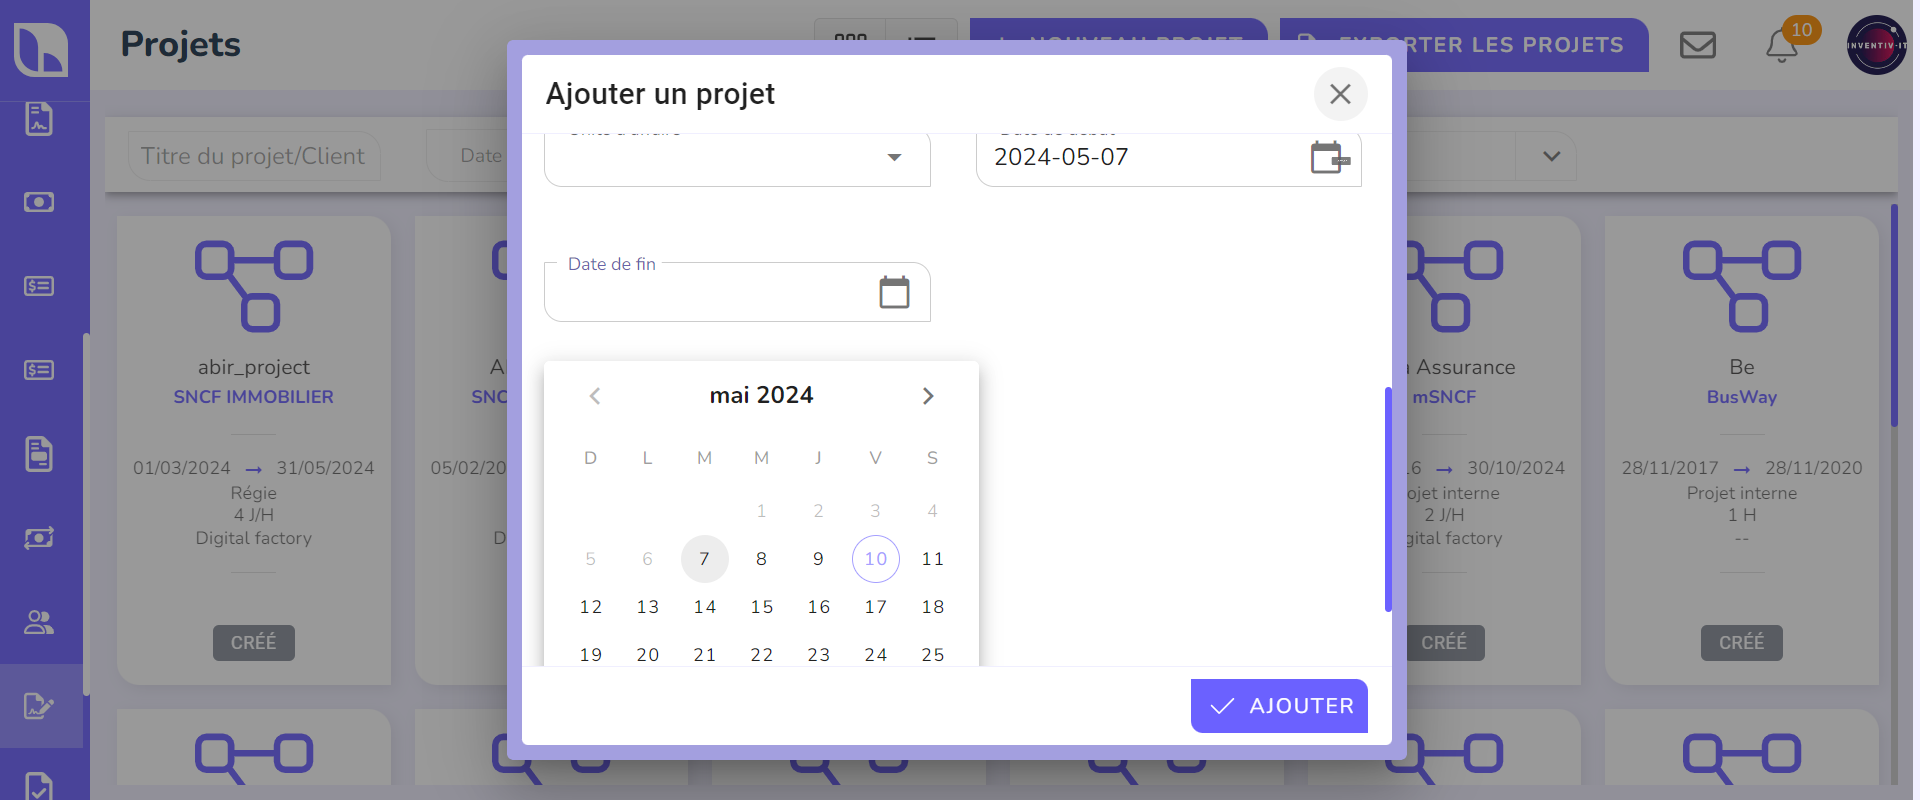 Projets
NOUVEAU PROJET
EXPORTER LES PROJETS
10
INVENTIV-IT
Titre du projet/Client
Date
Ajouter un projet
Date de début
2024-05-07
Date de fin
mai 2024
D L M M J V S
1 2 3 4
5 6 7 8 9 10 11
12 13 14 15 16 17 18
19 20 21 22 23 24 25
AJOUTER
abir_project
SNCF IMMOBILIER
01/03/2024 → 31/05/2024
Régie
4 J/H
Digital factory
CRÉÉ
A
SNC
05/02/20
D
Assurance
mSNCF
16 → 30/10/2024
ojet interne
2 J/H
gital factory
CRÉÉ
Be
BusWay
28/11/2017 → 28/11/2020
Projet interne
1 H
--
CRÉÉ